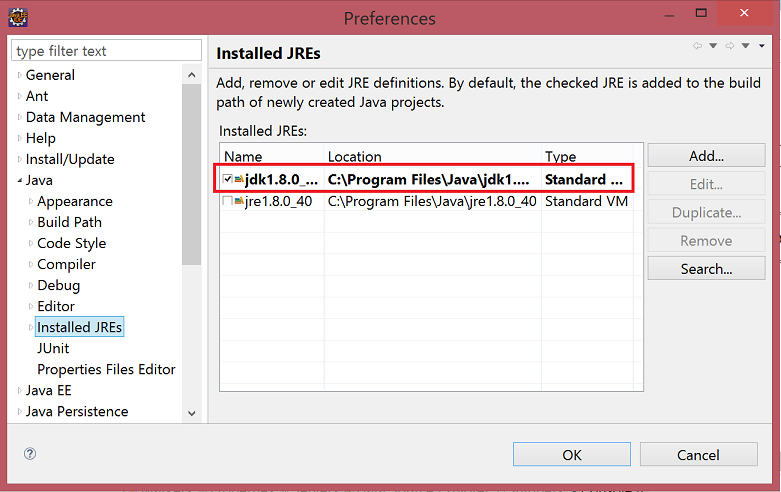 Preferences
type filter text
General
Ant
Data Management
Help
Install/Update
Java
Appearance
Build Path
Code Style
Compiler
Debug
Editor
Installed JREs
JUnit
Properties Files Editor
Java EE
Java Persistence
Installed JREs
Add, remove or edit JRE definitions. By default, the checked JRE is added to the build
path of newly created Java projects.
Installed JREs:
Name Location Type
jdk1.8.0_... C:\Program Files\Java\jdk1.... Standard ...
jre1.8.0_40 C:\Program Files\Java\jre1.8.0_40 Standard VM
Add...
Edit...
Duplicate...
Remove
Search...
OK
Cancel